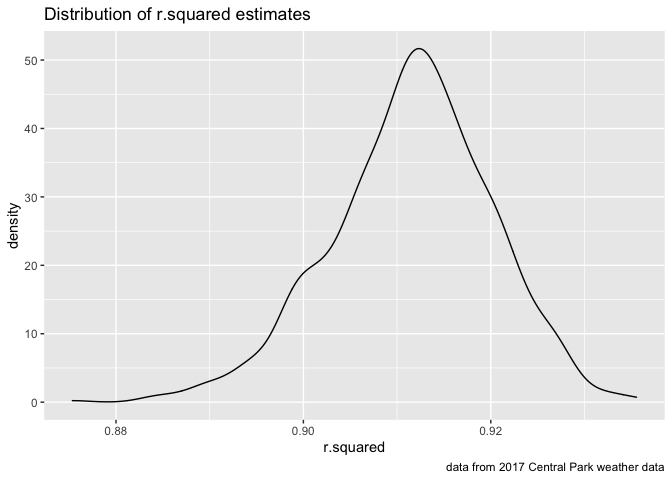 Distribution of r.squared estimates
50
40
30
20
10
0
density
0.88 0.90 0.92
r.squared
data from 2017 Central Park weather data